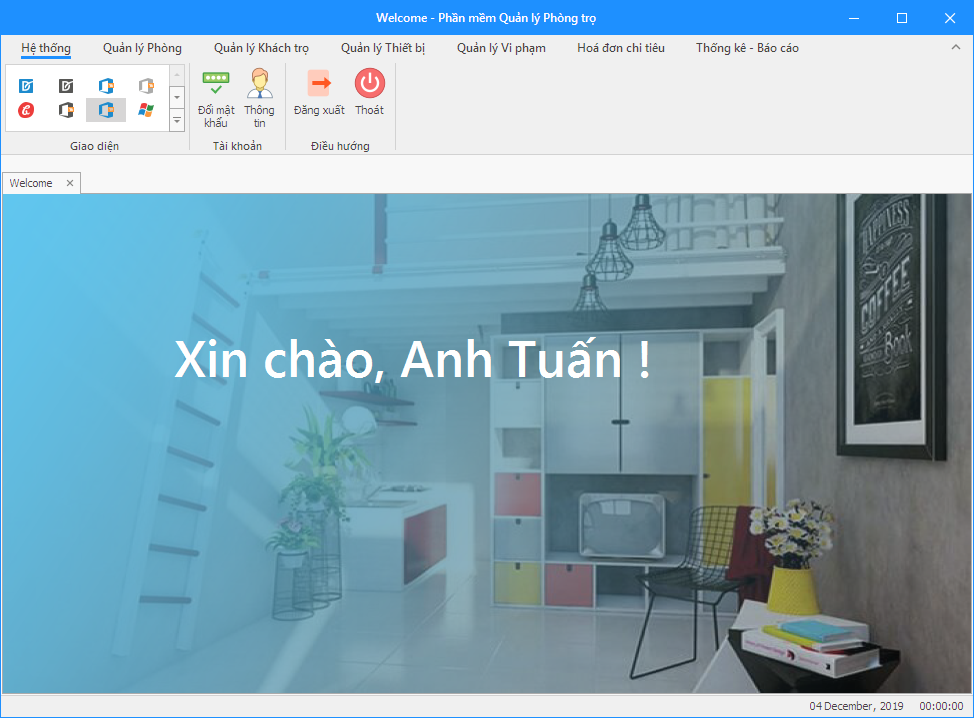 Welcome - Phần mềm Quản lý Phòng trọ
Hệ thống Quản lý Phòng Quản lý Khách trọ Quản lý Thiết bị Quản lý Vi phạm Hoá đơn chi tiêu Thống kê - Báo cáo
Đổi mật khẩu
Thông tin
Đăng xuất
Thoát
Giao diện Tài khoản Điều hướng
Welcome
HAPPINESS
COFFEE
Book
Xin chào, Anh Tuấn !
04 December, 2019 00:00:00